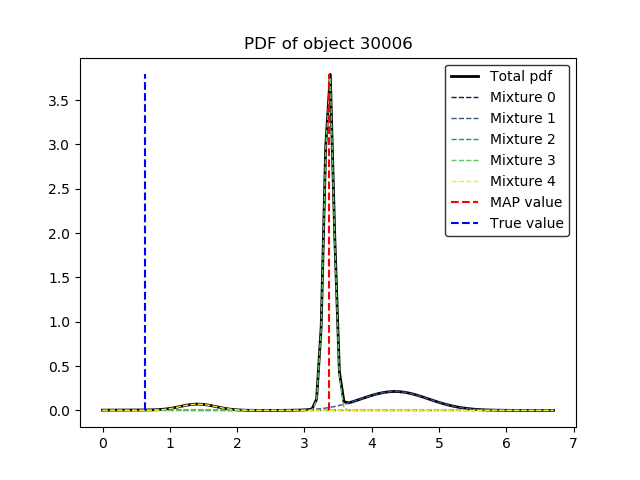 PDF of object 30006
Total pdf
Mixture 0
Mixture 1
Mixture 2
Mixture 3
Mixture 4
MAP value
True value
3.5
3.0
2.5
2.0
1.5
1.0
0.5
0.0
0 1 2 3 4 5 6 7